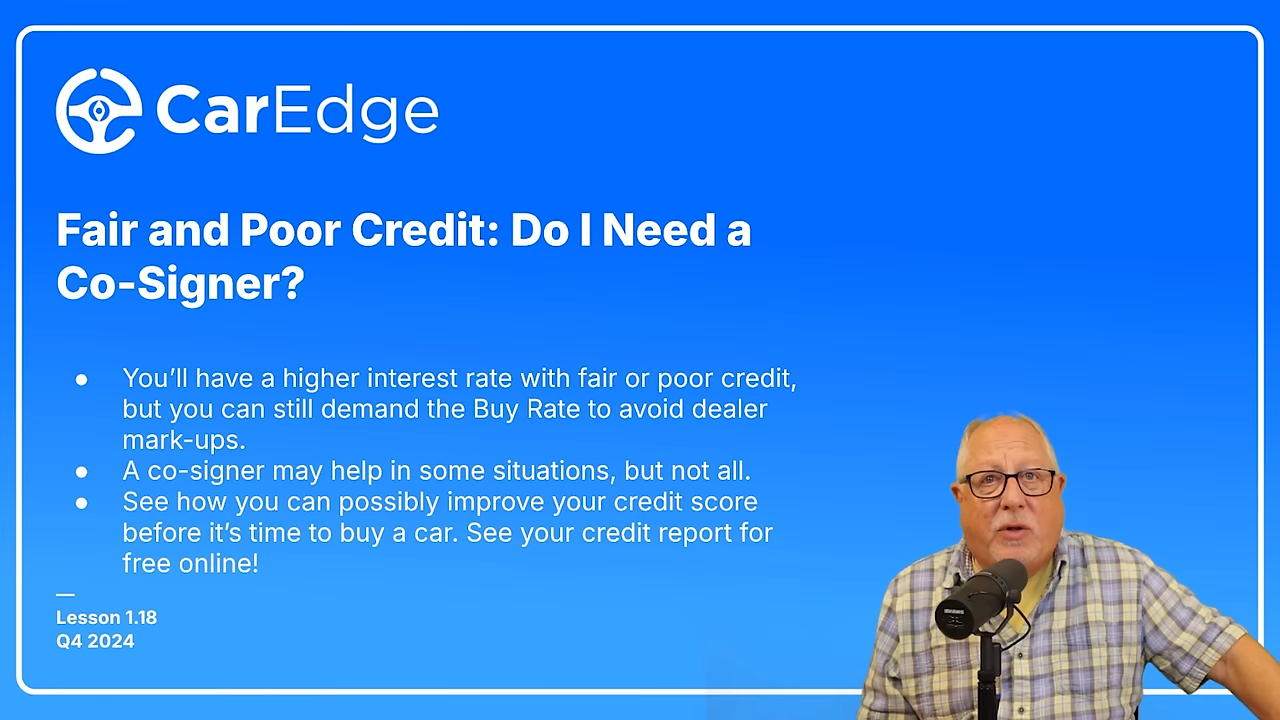 CarEdge
Fair and Poor Credit: Do I Need a
Co-Signer?
● You’ll have a higher interest rate with fair or poor credit,
but you can still demand the Buy Rate to avoid dealer
mark-ups.
● A co-signer may help in some situations, but not all.
● See how you can possibly improve your credit score
before it’s time to buy a car. See your credit report for
free online!
—
Lesson 1.18
Q4 2024